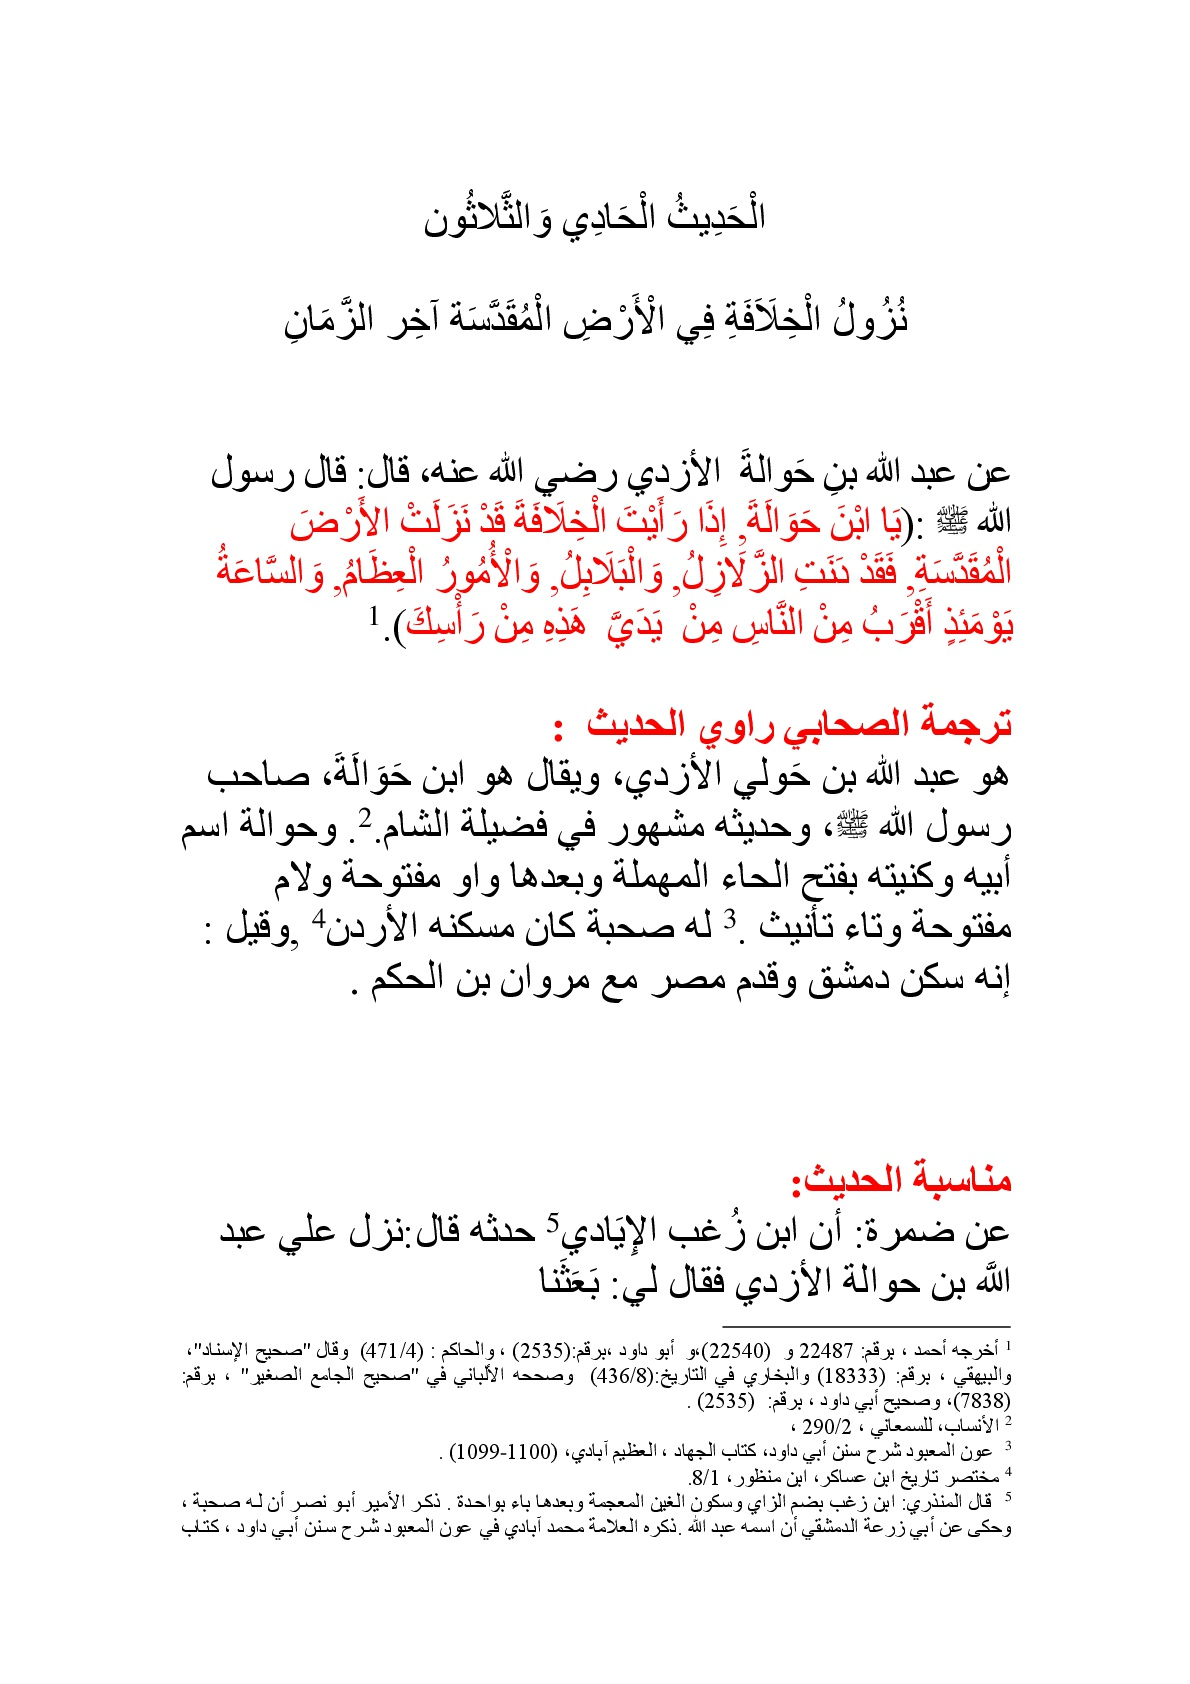 الْحَدِيثُ الْحَادِي وَالثَّلاثُون
نُزُولُ الْخِلَاَفَةِ فِي الْأَرْضِ الْمُقَدَّسَة آخِر الزَّمَانِ
عن عبد الله بنِ حَوالةَ الأزدي رضي الله عنه، قال: قال رسول
الله ﷺ :(يَا ابْنَ حَوَالَةَ, إِذَا رَأَيْتَ الْخِلَافَةَ قَدْ نَزَلَتْ الأَرْضَ
الْمُقَدَّسَةِ, فَقَدْ دَنَتِ الزَّلَازِلُ, وَالْبَلَابِلُ, وَالْأُمُورُ الْعِظَامُ, وَالسَّاعَةُ
يَوْمَئِذٍ أَقْرَبُ مِنْ النَّاسِ مِنْ يَدَيَّ هَذِهِ مِنْ رَأْسِكَ).1
ترجمة الصحابي راوي الحديث :
هو عبد الله بن حَولي الأزدي، ويقال هو ابن حَوَالَةَ، صاحب
رسول الله ﷺ، وحديثه مشهور في فضيلة الشام.2. وحوالة اسم
أبيه وكنيته بفتح الحاء المهملة وبعدها واو مفتوحة ولام
مفتوحة وتاء تأنيث .3 له صحبة كان مسكنه الأردن4 ,وقيل :
إنه سكن دمشق وقدم مصر مع مروان بن الحكم .
مناسبة الحديث:
عن ضمرة: أن ابن زُغب الإيَادي5 حدثه قال:نزل علي عبد
اللَّه بن حوالة الأزدي فقال لي: بَعَثَنا
1 أخرجه أحمد ، برقم: 22487 و (22540)،و أبو داود ،برقم:(2535) ، والحاكم : (471/4) وقال "صحيح الإسناد"،
والبيهقي ، برقم: (18333) والبخاري في التاريخ:(436/8) وصححه الألباني في "صحيح الجامع الصغير" ، برقم:
(7838)، وصحيح أبي داود ، برقم: (2535) .
2 الأنساب، للسمعاني ، 290/2 ،
3 عون المعبود شرح سنن أبي داود، كتاب الجهاد ، العظيم آبادي، (1100-1099) .
4 مختصر تاريخ ابن عساكر، ابن منظور، 8/1.
5 قال المنذري: ابن زغب بضم الزاي وسكون الغين المعجمة وبعدها باء بواحدة . ذكر الأمير أبو نصر أن له صحبة ،
وحكى عن أبي زرعة الدمشقي أن اسمه عبد الله .ذكره العلامة محمد آبادي في عون المعبود شرح سنن أبي داود ، كتاب